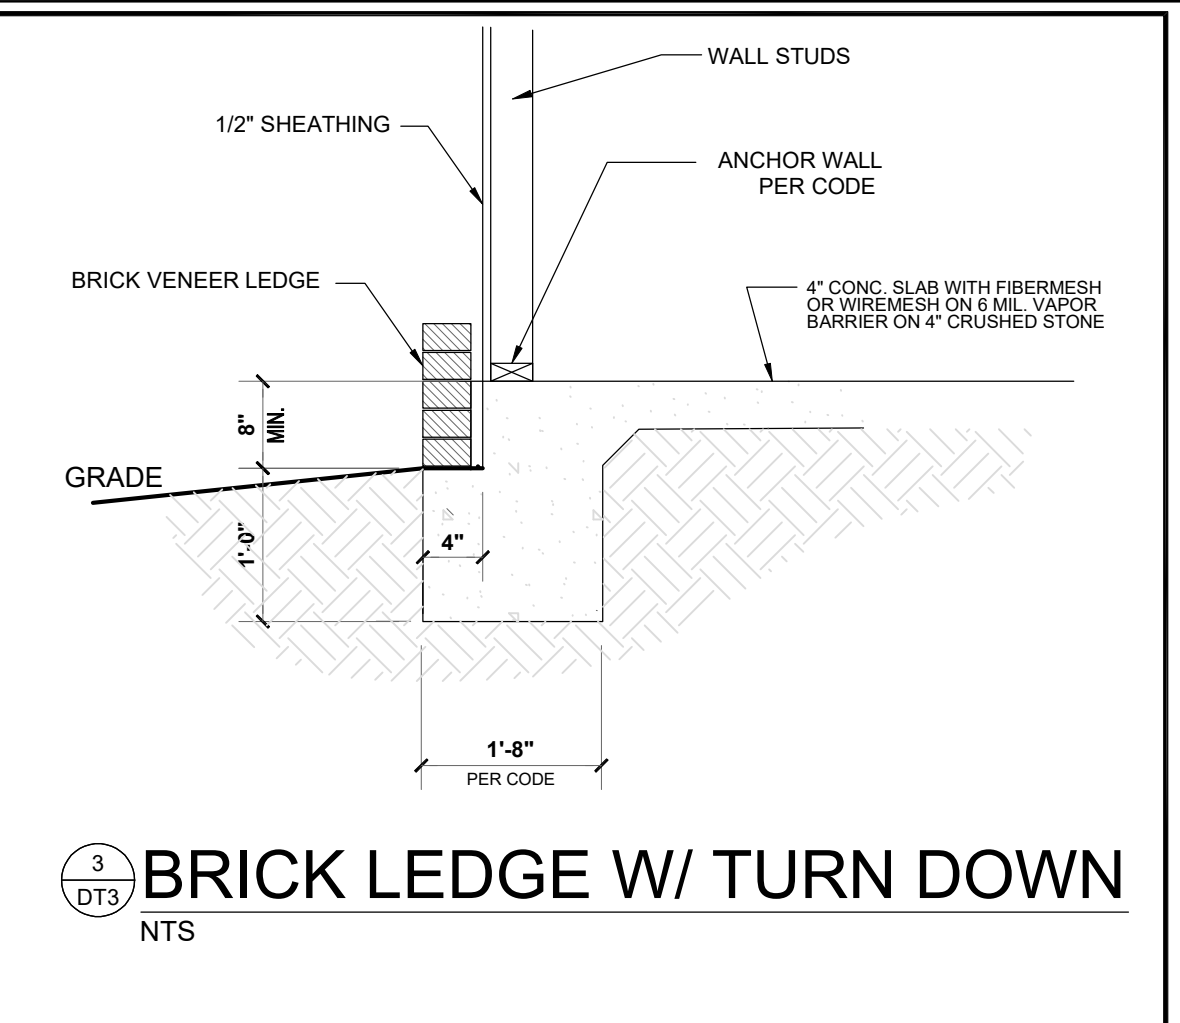 WALL STUDS
1/2" SHEATHING
ANCHOR WALL
PER CODE
BRICK VENEER LEDGE
4" CONC. SLAB WITH FIBERMESH
OR WIREMESH ON 6 MIL. VAPOR
BARRIER ON 4" CRUSHED STONE
8"
MIN.
GRADE
1'-0"
4"
1'-8"
PER CODE
3
DT3
BRICK LEDGE W/ TURN DOWN
NTS